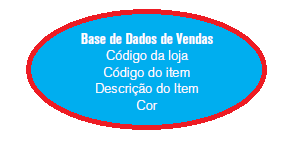 Base de Dados de Vendas
Código da loja
Código do item
Descrição do Item
Cor